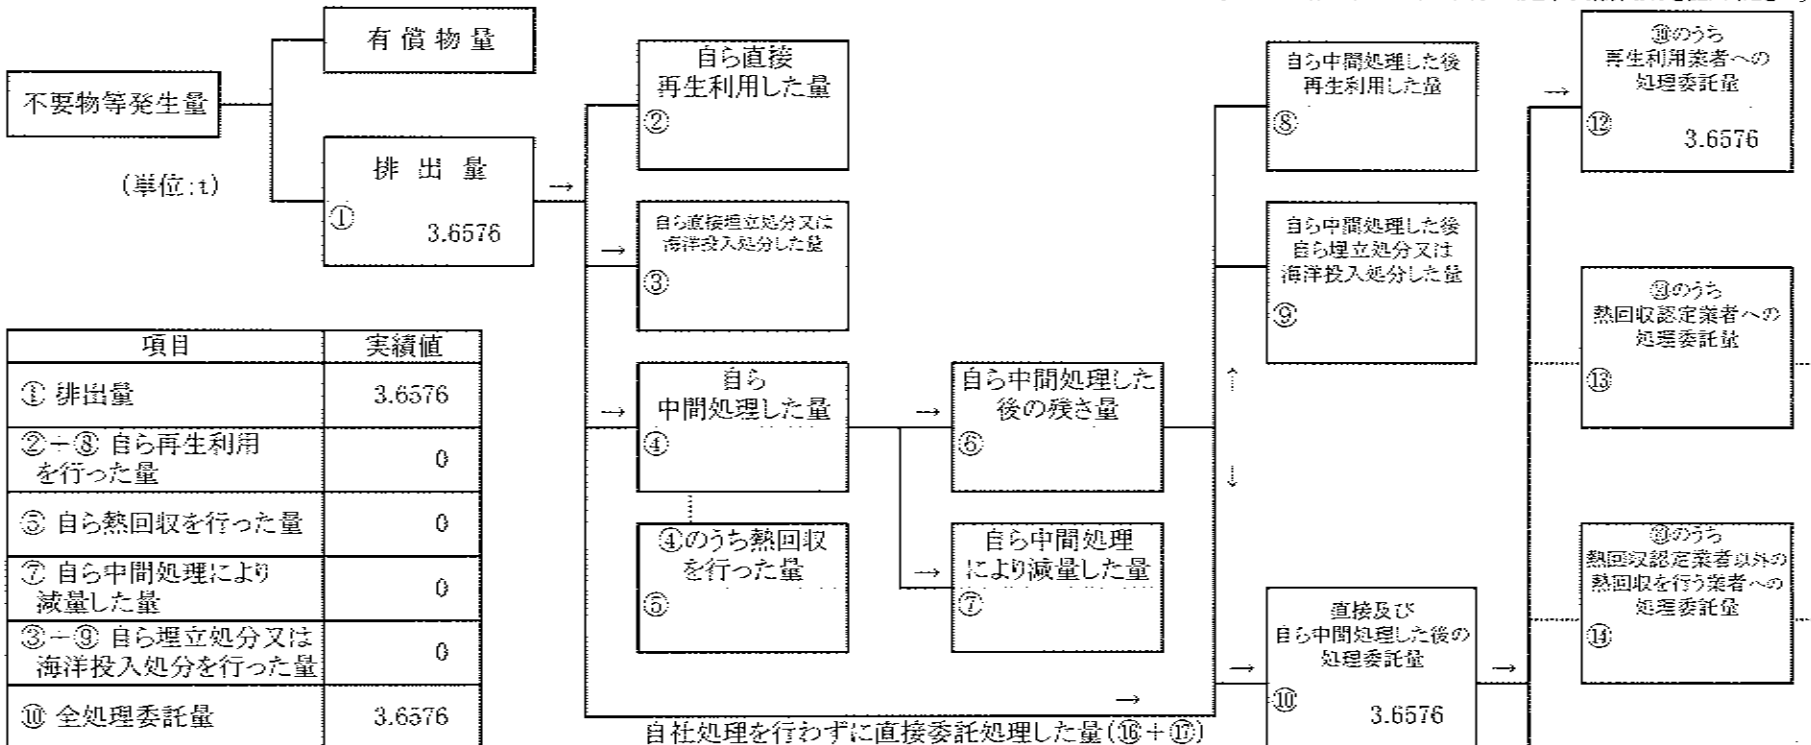 有 償 物 量
不要物等発生量
(単位:t)
排 出 量
①
3.6576
→
自ら直接
再生利用した量
②
→
自ら直接埋立処分又は
海洋投入処分した量
③
→
自ら
中間処理した量
④
④のうち熱回収
を行った量
⑤
→
自ら中間処理した
後の残さ量
⑥
→
自ら中間処理
により減量した量
⑦
自ら中間処理した後
再生利用した量
⑧
自ら中間処理した後
自ら埋立処分又は
海洋投入処分した量
⑨
↑
↓
→
直接及び
自ら中間処理した後の
処理委託量
⑩
3.6576
→
→
⑩のうち
再生利用業者への
処理委託量
⑫
3.6576
のうち
熱回収認定業者への
処理委託量
⑬
のうち
熱回収認定業者以外の
熱回収を行う業者への
処理委託量
⑭
→
自社処理を行わずに直接委託処理した量(⑯+⑰)
項目 実績値
① 排出量 3.6576
②+⑧ 自ら再生利用
を行った量 0
⑤ 自ら熱回収を行った量 0
⑦ 自ら中間処理により
減量した量 0
③+⑨ 自ら埋立処分又は
海洋投入処分を行った量 0
⑩ 全処理委託量 3.6576